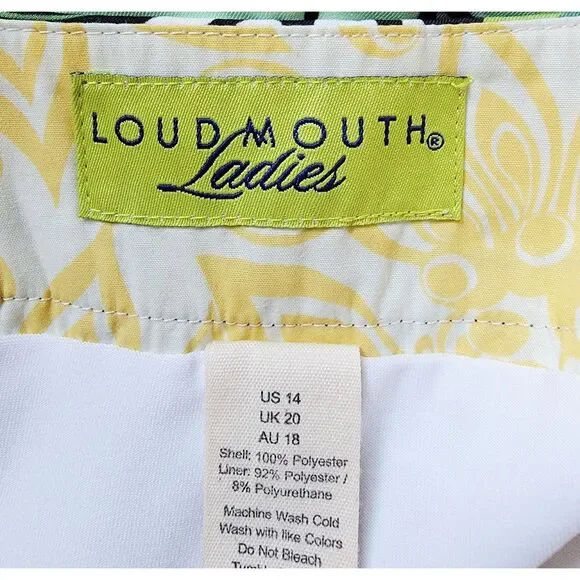 LOUDMOUTH®
Ladies
US 14
UK 20
AU 18
Shell: 100% Polyester
Liner: 92% Polyester /
8% Polyurethane
Machine Wash Cold
Wash with like Colors
Do Not Bleach